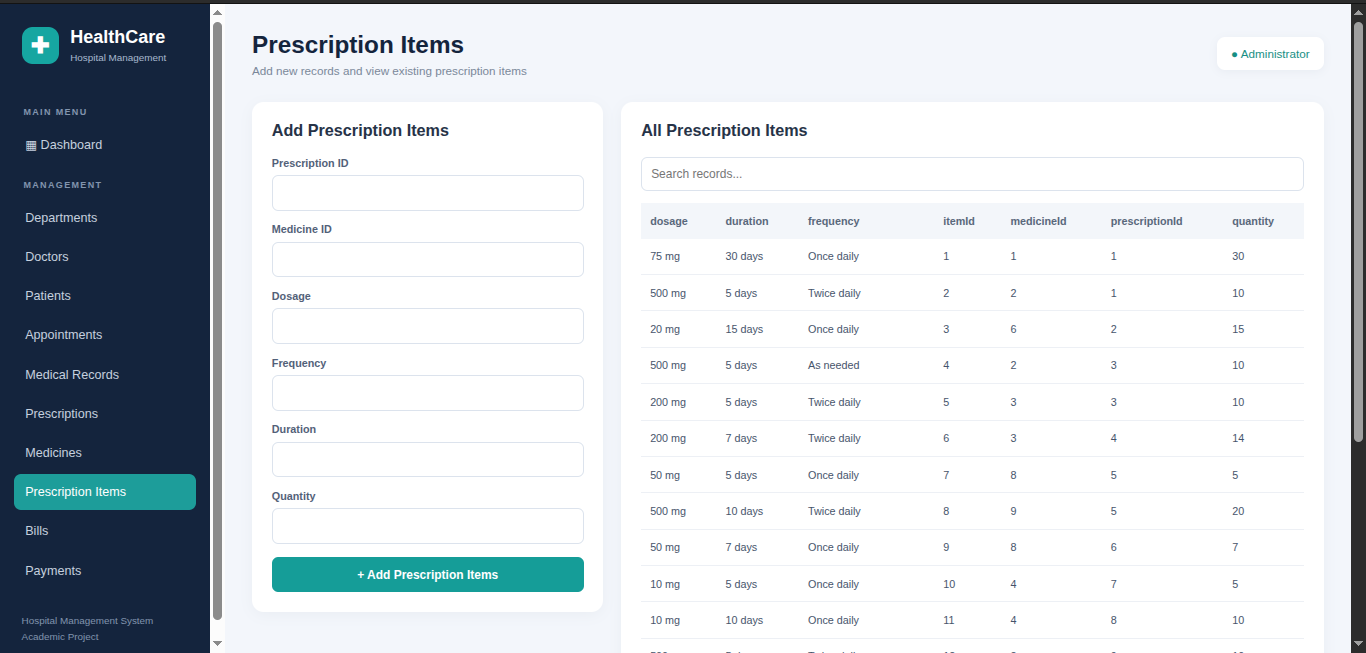 HealthCare
Hospital Management
MAIN MENU
▦ Dashboard
MANAGEMENT
Departments
Doctors
Patients
Appointments
Medical Records
Prescriptions
Medicines
Prescription Items
Bills
Payments
Hospital Management System
Academic Project
Prescription Items
Add new records and view existing prescription items
● Administrator
Add Prescription Items
Prescription ID
Medicine ID
Dosage
Frequency
Duration
Quantity
+ Add Prescription Items
All Prescription Items
Search records...
dosage duration frequency itemId medicineId prescriptionId quantity
75 mg 30 days Once daily 1 1 1 30
500 mg 5 days Twice daily 2 2 1 10
20 mg 15 days Once daily 3 6 2 15
500 mg 5 days As needed 4 2 3 10
200 mg 5 days Twice daily 5 3 3 10
200 mg 7 days Twice daily 6 3 4 14
50 mg 5 days Once daily 7 8 5 5
500 mg 10 days Twice daily 8 9 5 20
50 mg 7 days Once daily 9 8 6 7
10 mg 5 days Once daily 10 4 7 5
10 mg 10 days Once daily 11 4 8 10